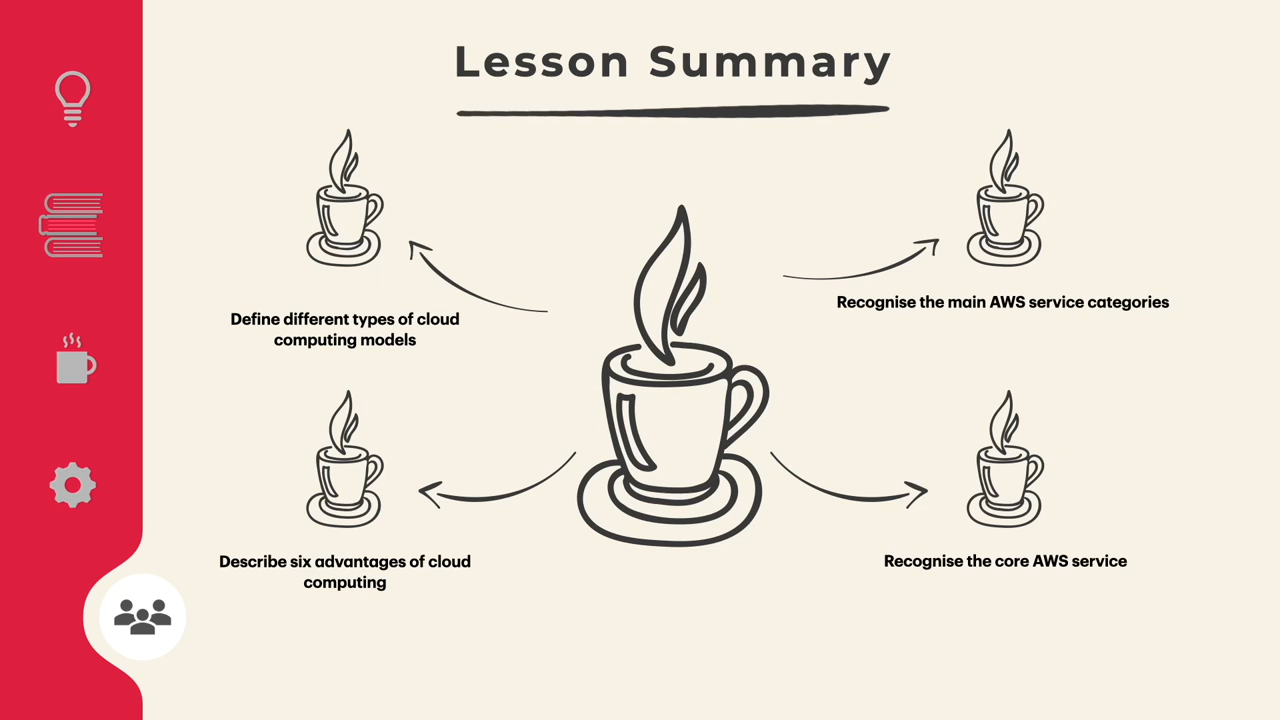 Lesson Summary
Define different types of cloud
computing models
Recognise the main AWS service categories
Describe six advantages of cloud
computing
Recognise the core AWS service